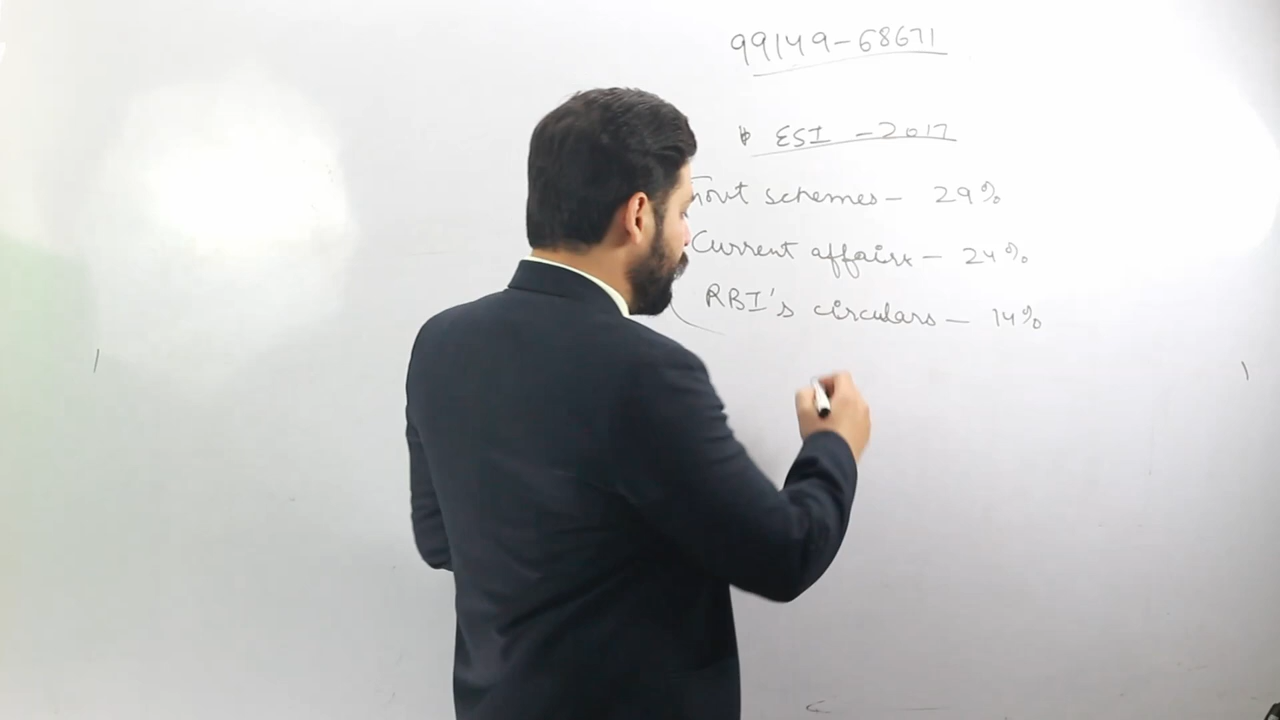 99149-68671
ESI - 2017
Govt schemes - 29%
Current affairs - 24%
RBI's circulars - 14%